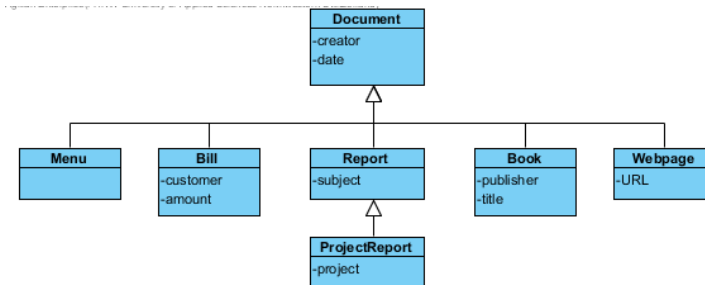 Document
-creator
-date
Menu
Bill
-customer
-amount
Report
-subject
Book
-publisher
-title
Webpage
-URL
ProjectReport
-project